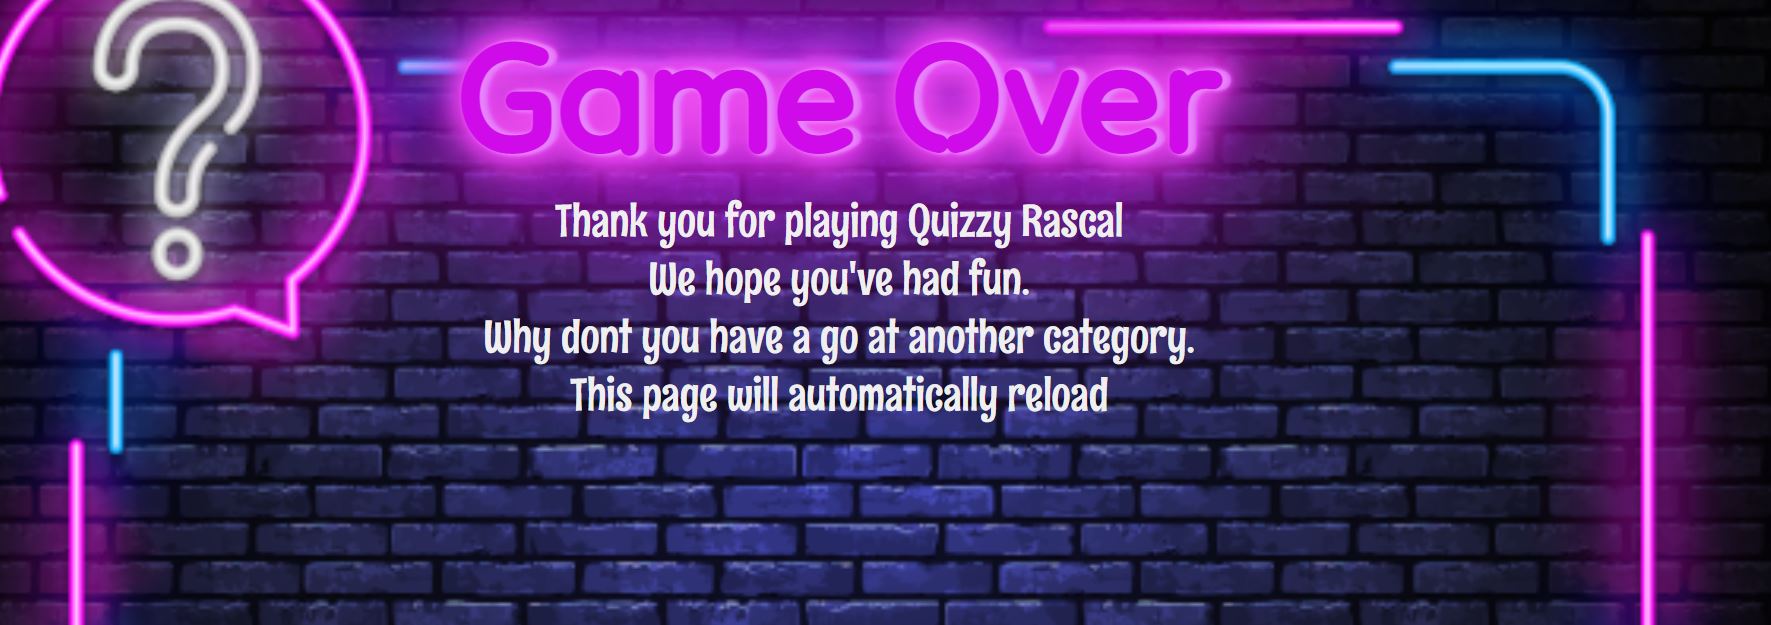 Game Over
Thank you for playing Quizzy Rascal
We hope you've had fun.
Why dont you have a go at another category.
This page will automatically reload